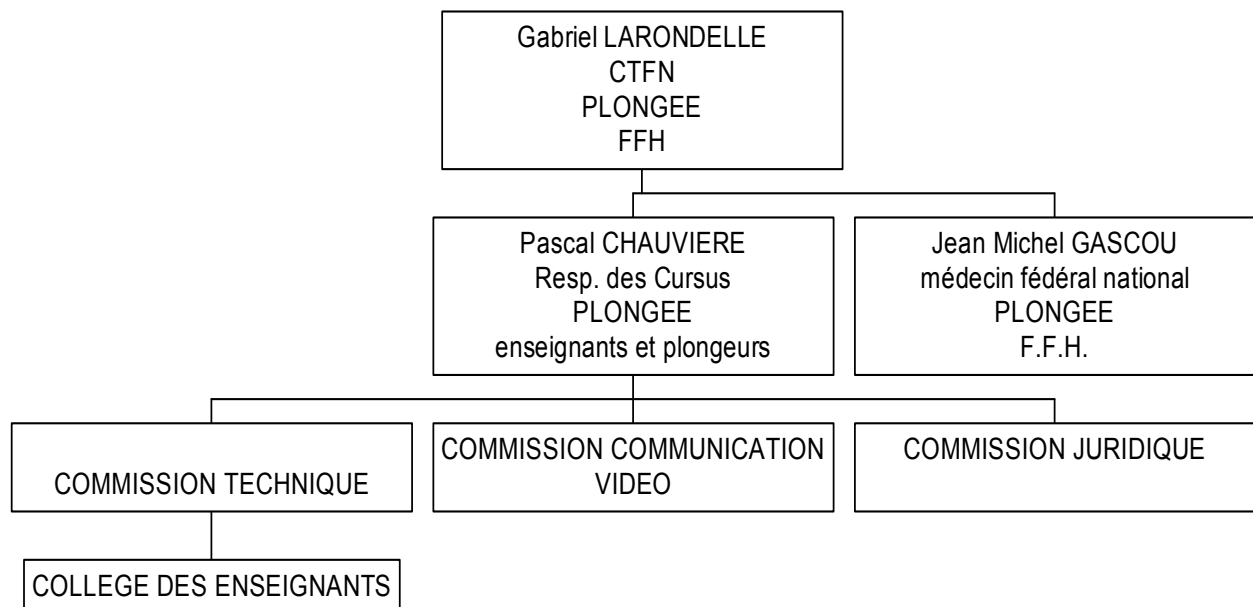 Gabriel LARONDELLE
CTFN
PLONGEE
FFH
Pascal CHAUVIERE
Resp. des Cursus
PLONGEE
enseignants et plongeurs
Jean Michel GASCOU
médecin fédéral national
PLONGEE
F.F.H.
COMMISSION TECHNIQUE
COMMISSION COMMUNICATION
VIDEO
COMMISSION JURIDIQUE
COLLEGE DES ENSEIGNANTS